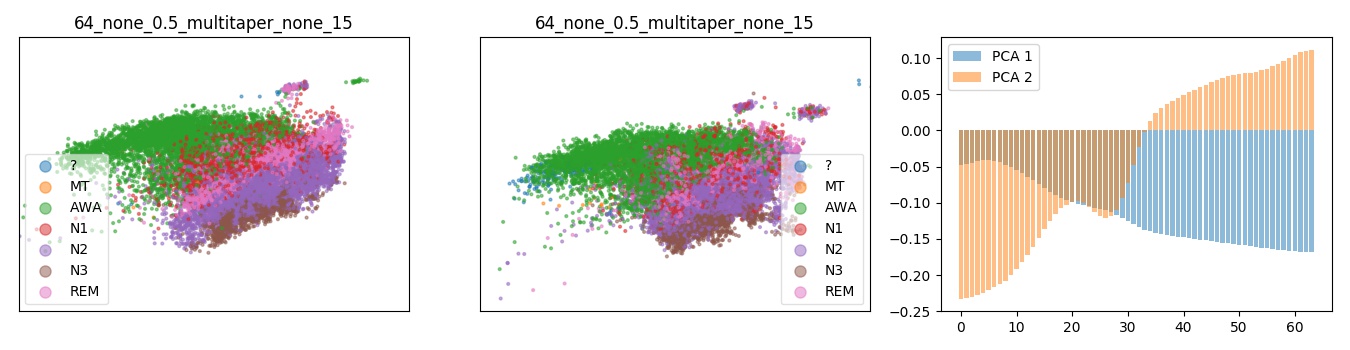 64_none_0.5_multitaper_none_15
?
MT
AWA
N1
N2
N3
REM
64_none_0.5_multitaper_none_15
?
MT
AWA
N1
N2
N3
REM
PCA 1
PCA 2
0.10
0.05
0.00
−0.05
−0.10
−0.15
−0.20
−0.25
0 10 20 30 40 50 60